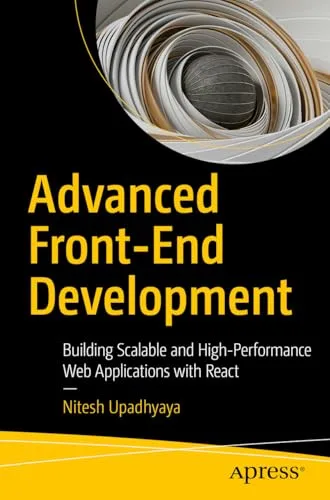 Advanced
Front-End
Development
Building Scalable and High-Performance
Web Applications with React
—
Nitesh Upadhyaya
Apress®